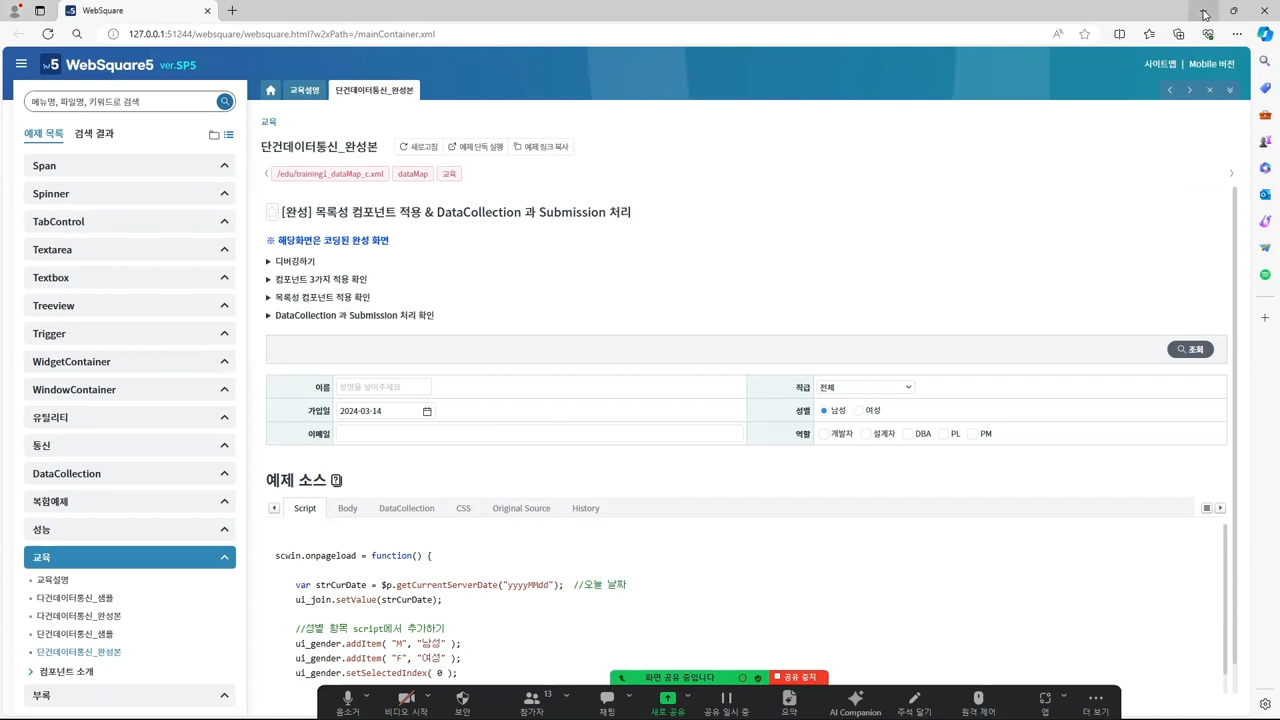 WebSquare
127.0.0.1:51244/websquare/websquare.html?w2xPath=/mainContainer.xml
w5 WebSquare5 ver.SP5
사이트맵 | Mobile 버전
메뉴명, 파일명, 키워드로 검색
교육설명
단건데이터통신_완성본
예제 목록 검색 결과
Span
Spinner
TabControl
Textarea
Textbox
Treeview
Trigger
WidgetContainer
WindowContainer
유틸리티
통신
DataCollection
복합예제
성능
교육
교육설명
다건데이터통신_샘플
다건데이터통신_완성본
단건데이터통신_샘플
단건데이터통신_완성본
컴포넌트 소개
부록
교육
단건데이터통신_완성본 새로고침 예제 단독 실행 예제 링크 복사
/edu/training1_dataMap_c.xml dataMap 교육
[완성] 목록성 컴포넌트 적용 & DataCollection 과 Submission 처리
※ 해당화면은 코딩된 완성 화면
▶ 디버깅하기
▶ 컴포넌트 3가지 적용 확인
▶ 목록성 컴포넌트 적용 확인
▶ DataCollection 과 Submission 처리 확인
조회
이름 성명을 넣어주세요 직급 전체
가입일 2024-03-14 성별 남성 여성
이메일 역할 개발자 설계자 DBA PL PM
예제 소스
Script Body DataCollection CSS Original Source History
scwin.onpageload = function() {
var strCurDate = $p.getCurrentServerDate("yyyyMMdd"); //오늘 날짜
ui_join.setValue(strCurDate);
//성별 항목 script에서 추가하기
ui_gender.addItem( "M", "남성" );
ui_gender.addItem( "F", "여성" );
ui_gender.setSelectedIndex( 0 );
화면 공유 중입니다 공유 중지
음소거 비디오 시작 보안 참가자 13 채팅 새로 공유 공유 일시 중 요약 AI Companion 주석 달기 원격 제어 앱 더 보기